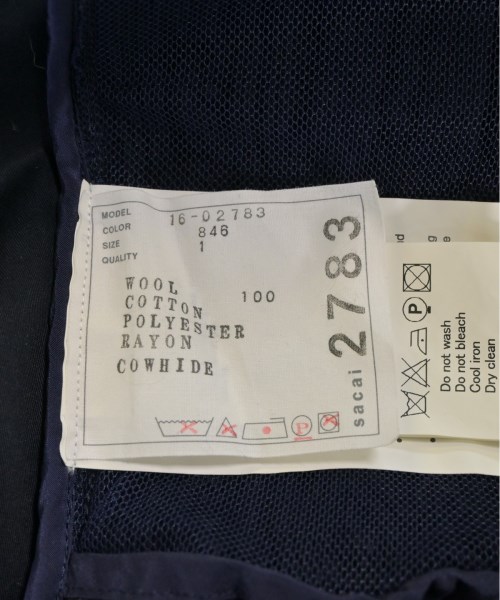 MODEL 16-02783
COLOR 846
SIZE 1
QUALITY
WOOL
COTTON 100
POLYESTER
RAYON
COWHIDE
sacai 2783
P
P
Do not wash
Do not bleach
Cool iron
Dry clean